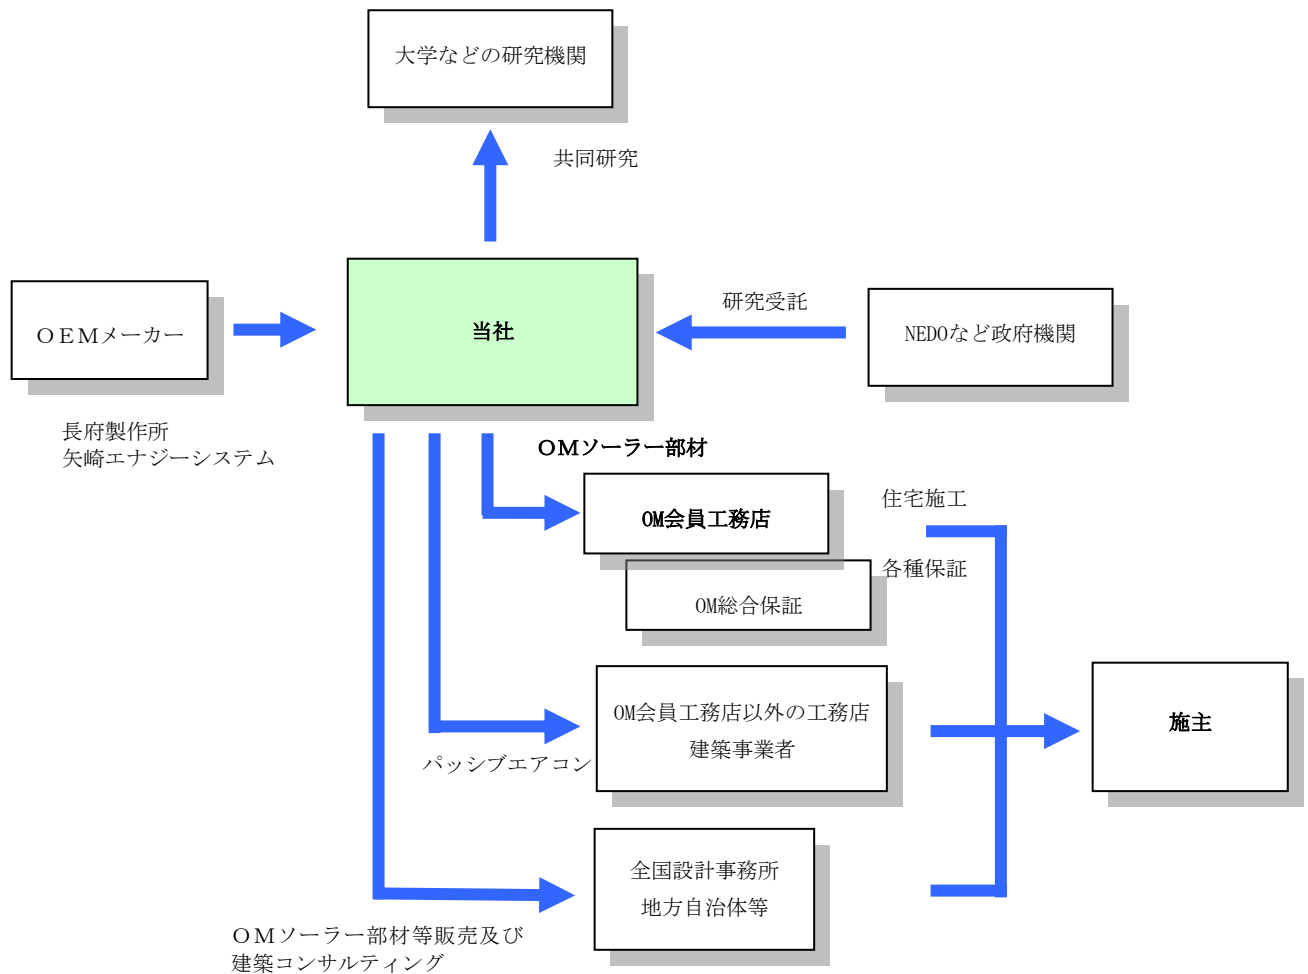 大学などの研究機関
共同研究
研究受託
ＯＥＭメーカー
当社
NEDOなど政府機関
長府製作所
矢崎エナジーシステム
ＯＭソーラー部材
OM会員工務店
住宅施工
各種保証
OM総合保証
OM会員工務店以外の工務店
建築事業者
施主
パッシブエアコン
全国設計事務所
地方自治体等
ＯＭソーラー部材等販売及び
建築コンサルティング